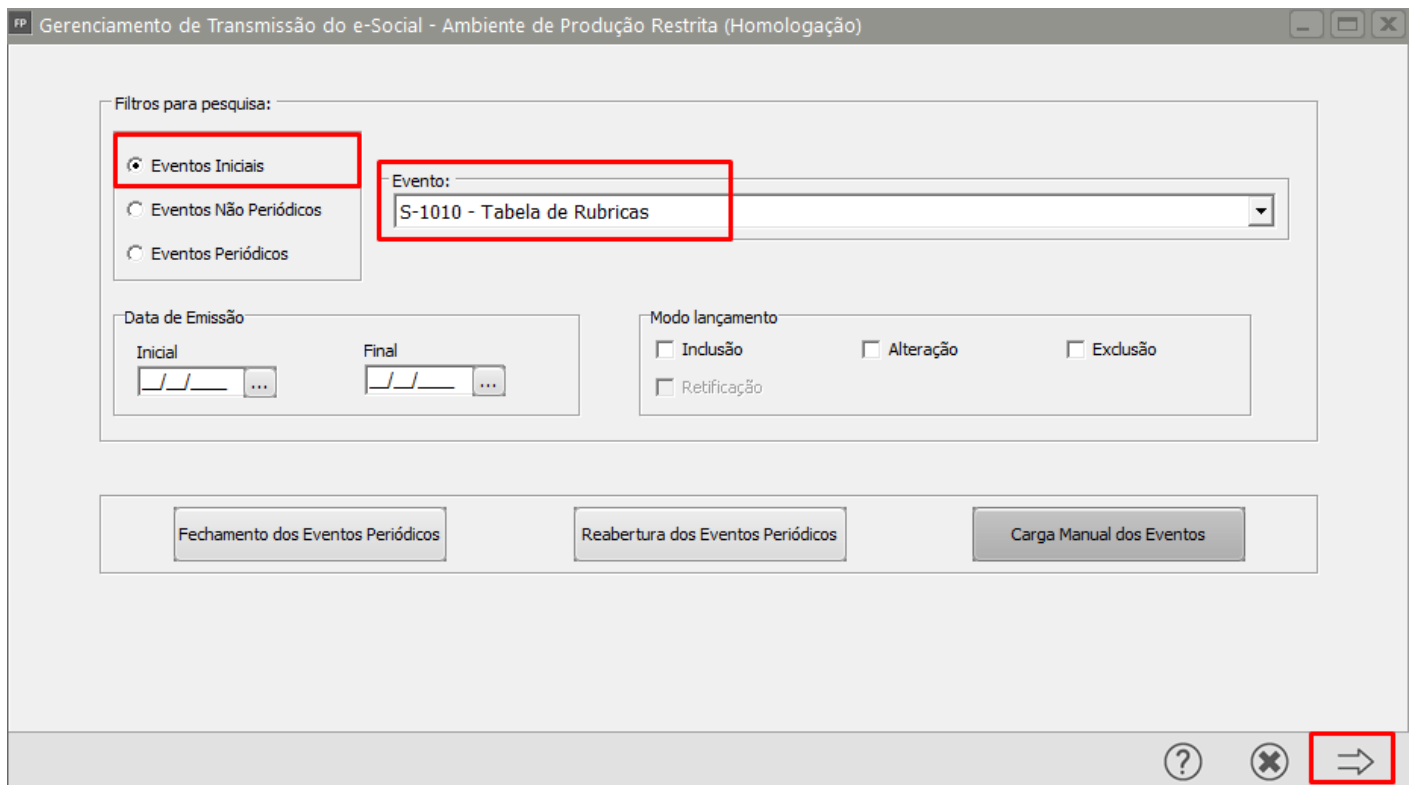 FP Gerenciamento de Transmissão do e-Social - Ambiente de Produção Restrita (Homologação)
Filtros para pesquisa:
Eventos Iniciais
Evento:
S-1010 - Tabela de Rubricas
Eventos Não Periódicos
Eventos Periódicos
Data de Emissão
Modo lançamento
Inicial
Final
Inclusão
Alteração
Exclusão
__/__/____ ...
__/__/____ ...
Retificação
Fechamento dos Eventos Periódicos
Reabertura dos Eventos Periódicos
Carga Manual dos Eventos
?